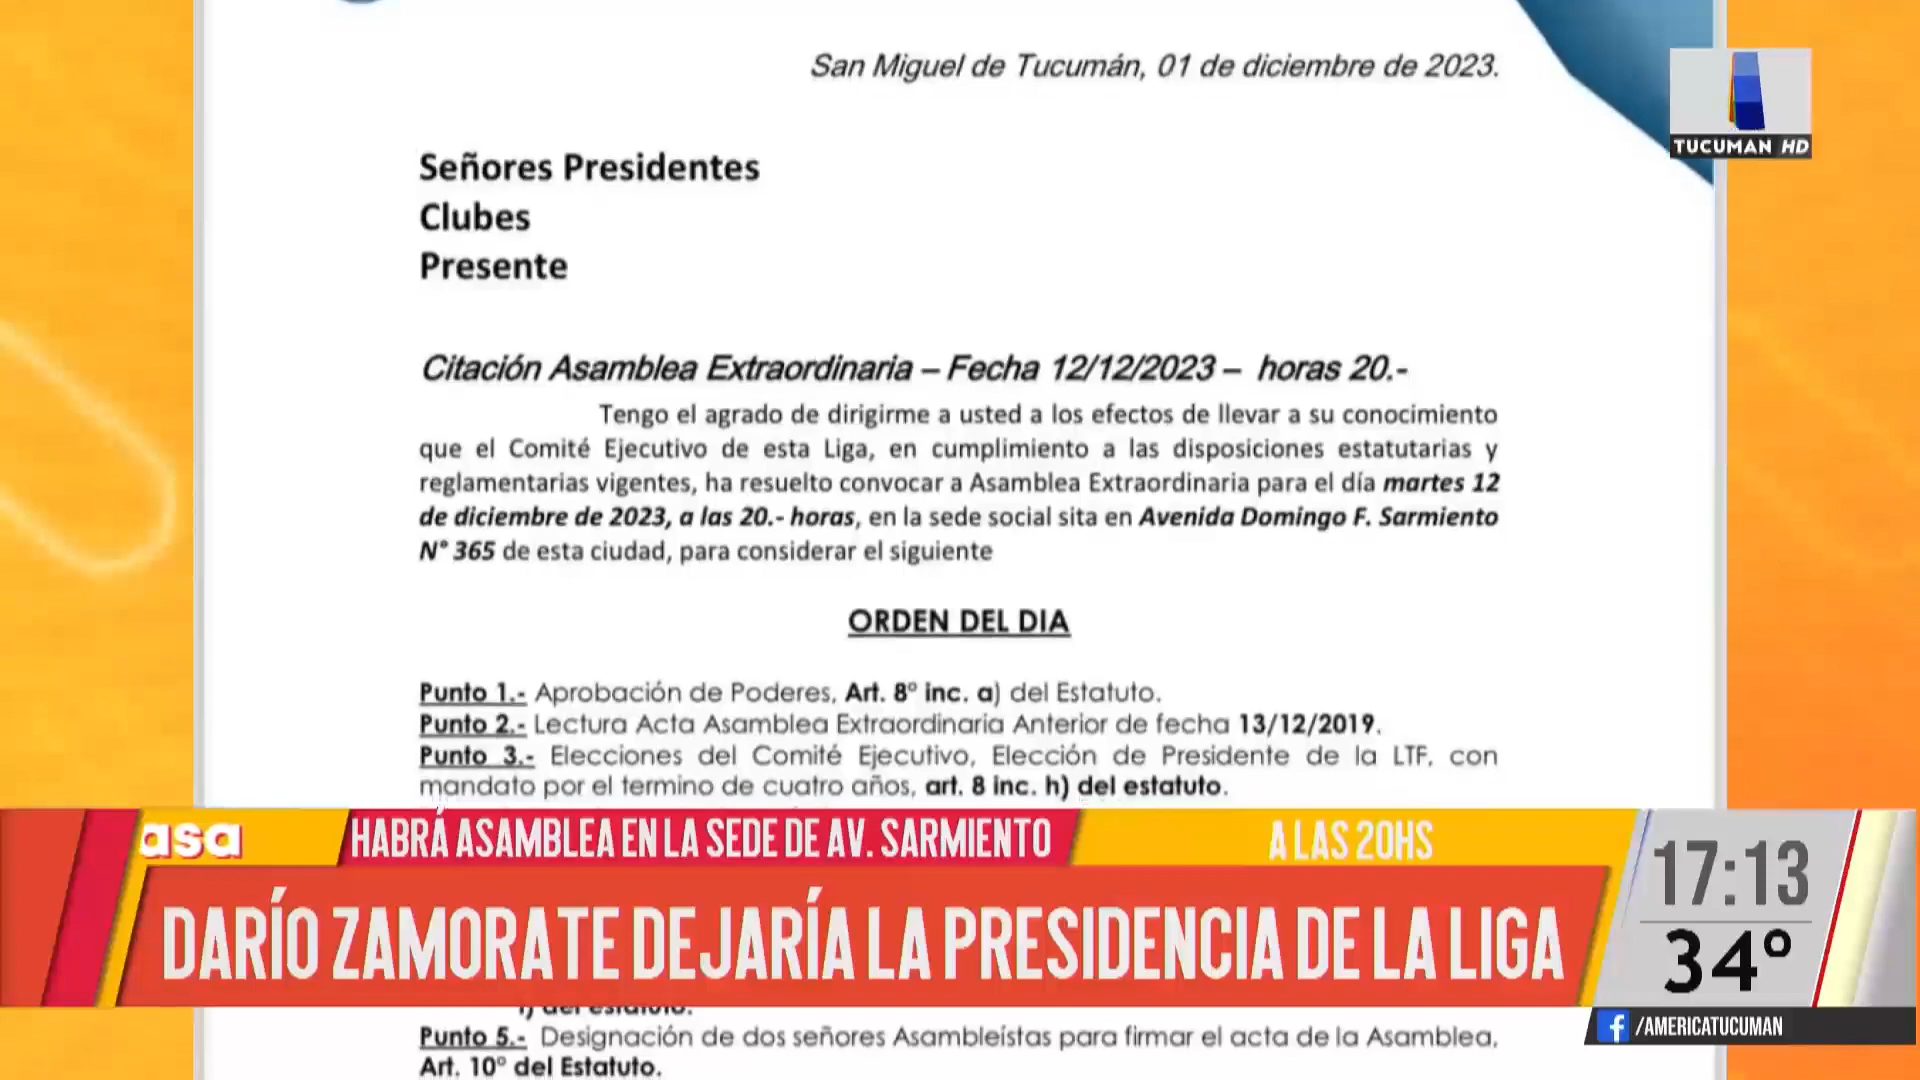 San Miguel de Tucumán, 01 de diciembre de 2023.
TUCUMAN HD
Señores Presidentes
Clubes
Presente
Citación Asamblea Extraordinaria – Fecha 12/12/2023 – horas 20.-
Tengo el agrado de dirigirme a usted a los efectos de llevar a su conocimiento
que el Comité Ejecutivo de esta Liga, en cumplimiento a las disposiciones estatutarias y
reglamentarias vigentes, ha resuelto convocar a Asamblea Extraordinaria para el día martes 12
de diciembre de 2023, a las 20.- horas, en la sede social sita en Avenida Domingo F. Sarmiento
N° 365 de esta ciudad, para considerar el siguiente
ORDEN DEL DIA
Punto 1.- Aprobación de Poderes, Art. 8° inc. a) del Estatuto.
Punto 2.- Lectura Acta Asamblea Extraordinaria Anterior de fecha 13/12/2019.
Punto 3.- Elecciones del Comité Ejecutivo, Elección de Presidente de la LTF, con
mandato por el termino de cuatro años, art. 8 inc. h) del estatuto.
asa
HABRÁ ASAMBLEA EN LA SEDE DE AV. SARMIENTO
A LAS 20HS
DARÍO ZAMORATE DEJARÍA LA PRESIDENCIA DE LA LIGA
17:13
34°
/AMERICATUCUMAN
del estatuto.
Punto 5.- Designación de dos señores Asambleístas para firmar el acta de la Asamblea,
Art. 10° del Estatuto.